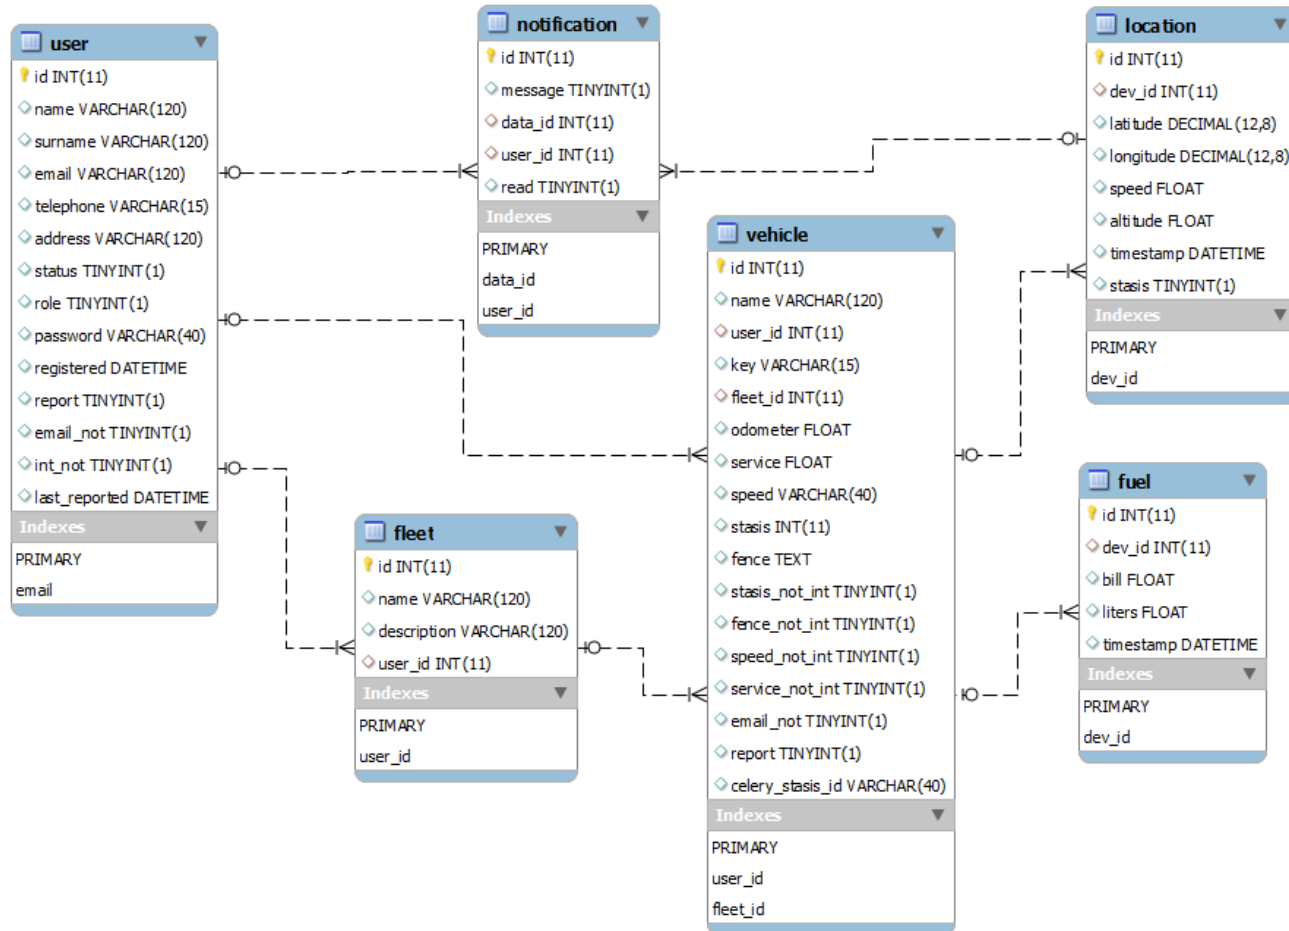 user
id INT(11)
name VARCHAR(120)
surname VARCHAR(120)
email VARCHAR(120)
telephone VARCHAR(15)
address VARCHAR(120)
status TINYINT(1)
role TINYINT(1)
password VARCHAR(40)
registered DATETIME
report TINYINT(1)
email_not TINYINT(1)
int_not TINYINT(1)
last_reported DATETIME
Indexes
PRIMARY
email
notification
id INT(11)
message TINYINT(1)
data_id INT(11)
user_id INT(11)
read TINYINT(1)
Indexes
PRIMARY
data_id
user_id
fleet
id INT(11)
name VARCHAR(120)
description VARCHAR(120)
user_id INT(11)
Indexes
PRIMARY
user_id
vehicle
id INT(11)
name VARCHAR(120)
user_id INT(11)
key VARCHAR(15)
fleet_id INT(11)
odometer FLOAT
service FLOAT
speed VARCHAR(40)
stasis INT(11)
fence TEXT
stasis_not_int TINYINT(1)
fence_not_int TINYINT(1)
speed_not_int TINYINT(1)
service_not_int TINYINT(1)
email_not TINYINT(1)
report TINYINT(1)
celery_stasis_id VARCHAR(40)
Indexes
PRIMARY
user_id
fleet_id
location
id INT(11)
dev_id INT(11)
latitude DECIMAL(12,8)
longitude DECIMAL(12,8)
speed FLOAT
altitude FLOAT
timestamp DATETIME
stasis TINYINT(1)
Indexes
PRIMARY
dev_id
fuel
id INT(11)
dev_id INT(11)
bill FLOAT
liters FLOAT
timestamp DATETIME
Indexes
PRIMARY
dev_id